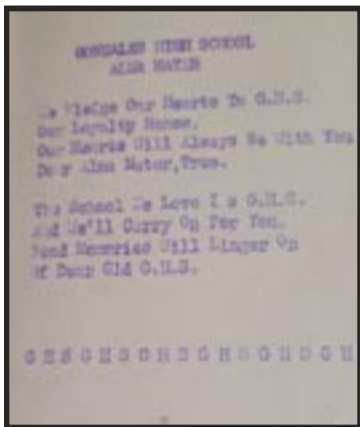 GONZALES HIGH SCHOOL
ALMA MATER
We Pledge Our Hearts To G.H.S.
Our Loyalty Renew.
Our Hearts Will Always Be With You
Dear Alma Mater, True.
The School We Love Is G.H.S.
And We'll Carry On For You.
Fond Memories Will Linger On
Of Dear Old G.H.S.
G H S G H S G H S G H S G H S G H